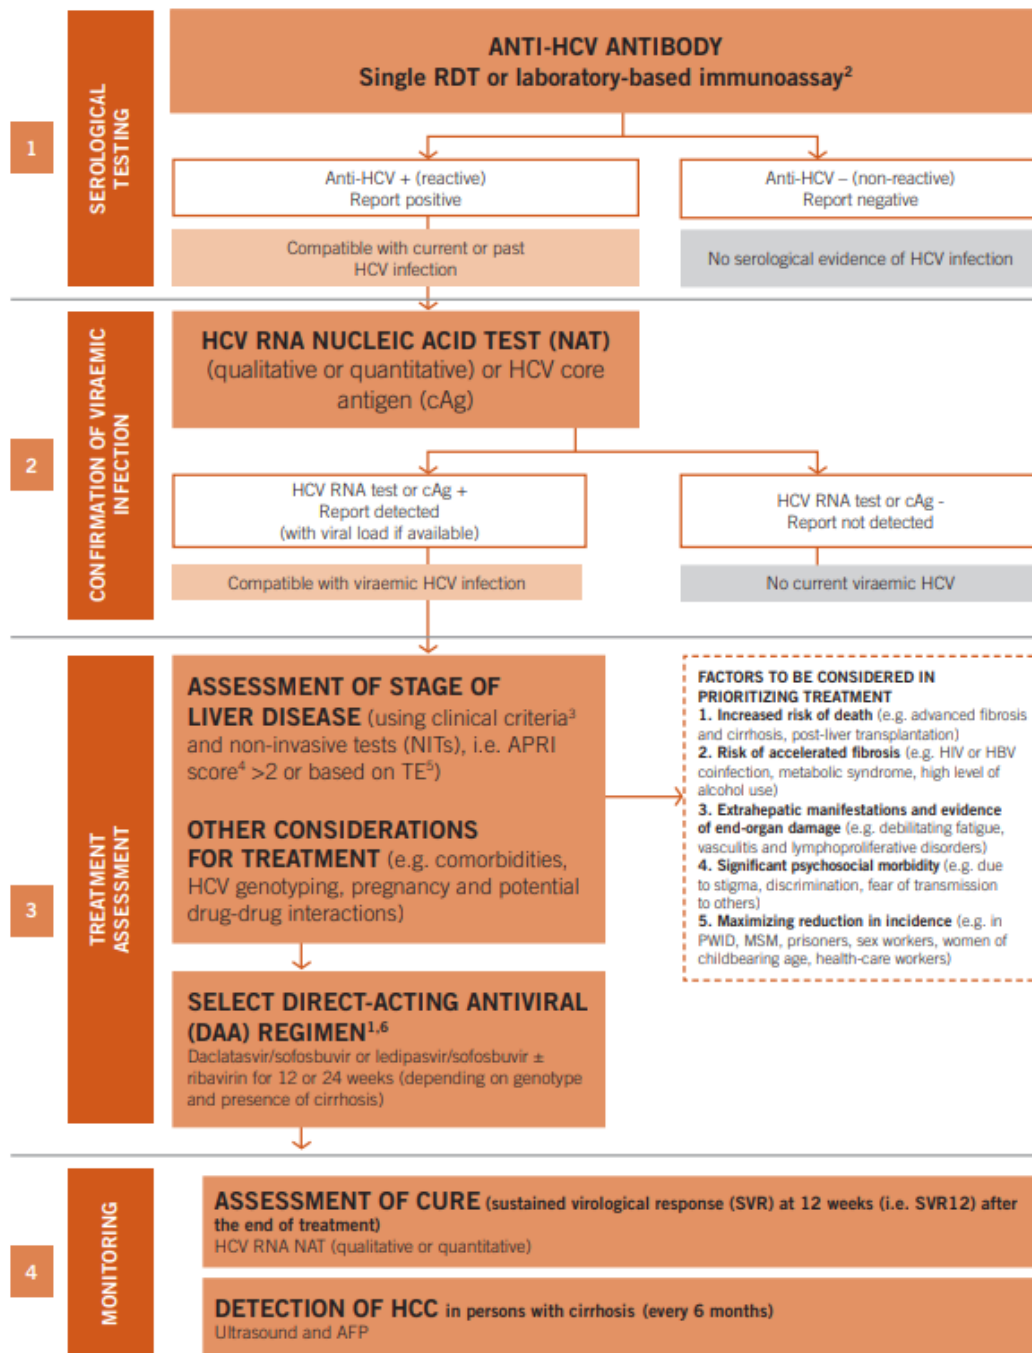 ANTI-HCV ANTIBODY
Single RDT or laboratory-based immunoassay²
1
SEROLOGICAL
TESTING
Anti-HCV + (reactive)
Report positive
Anti-HCV – (non-reactive)
Report negative
Compatible with current or past
HCV infection
No serological evidence of HCV infection
2
CONFIRMATION OF VIRAEMIC
INFECTION
HCV RNA NUCLEIC ACID TEST (NAT)
(qualitative or quantitative) or HCV core
antigen (cAg)
HCV RNA test or cAg +
Report detected
(with viral load if available)
HCV RNA test or cAg -
Report not detected
Compatible with viraemic HCV infection
No current viraemic HCV
3
TREATMENT
ASSESSMENT
ASSESSMENT OF STAGE OF
LIVER DISEASE (using clinical criteria³
and non-invasive tests (NITs), i.e. APRI
score⁴ >2 or based on TE⁵)
OTHER CONSIDERATIONS
FOR TREATMENT (e.g. comorbidities,
HCV genotyping, pregnancy and potential
drug-drug interactions)
FACTORS TO BE CONSIDERED IN
PRIORITIZING TREATMENT
1. Increased risk of death (e.g. advanced fibrosis
and cirrhosis, post-liver transplantation)
2. Risk of accelerated fibrosis (e.g. HIV or HBV
coinfection, metabolic syndrome, high level of
alcohol use)
3. Extrahepatic manifestations and evidence
of end-organ damage (e.g. debilitating fatigue,
vasculitis and lymphoproliferative disorders)
4. Significant psychosocial morbidity (e.g. due
to stigma, discrimination, fear of transmission
to others)
5. Maximizing reduction in incidence (e.g. in
PWID, MSM, prisoners, sex workers, women of
childbearing age, health-care workers)
SELECT DIRECT-ACTING ANTIVIRAL
(DAA) REGIMEN¹,⁶
Daclatasvir/sofosbuvir or ledipasvir/sofosbuvir ±
ribavirin for 12 or 24 weeks (depending on genotype
and presence of cirrhosis)
4
MONITORING
ASSESSMENT OF CURE (sustained virological response (SVR) at 12 weeks (i.e. SVR12) after
the end of treatment)
HCV RNA NAT (qualitative or quantitative)
DETECTION OF HCC in persons with cirrhosis (every 6 months)
Ultrasound and AFP